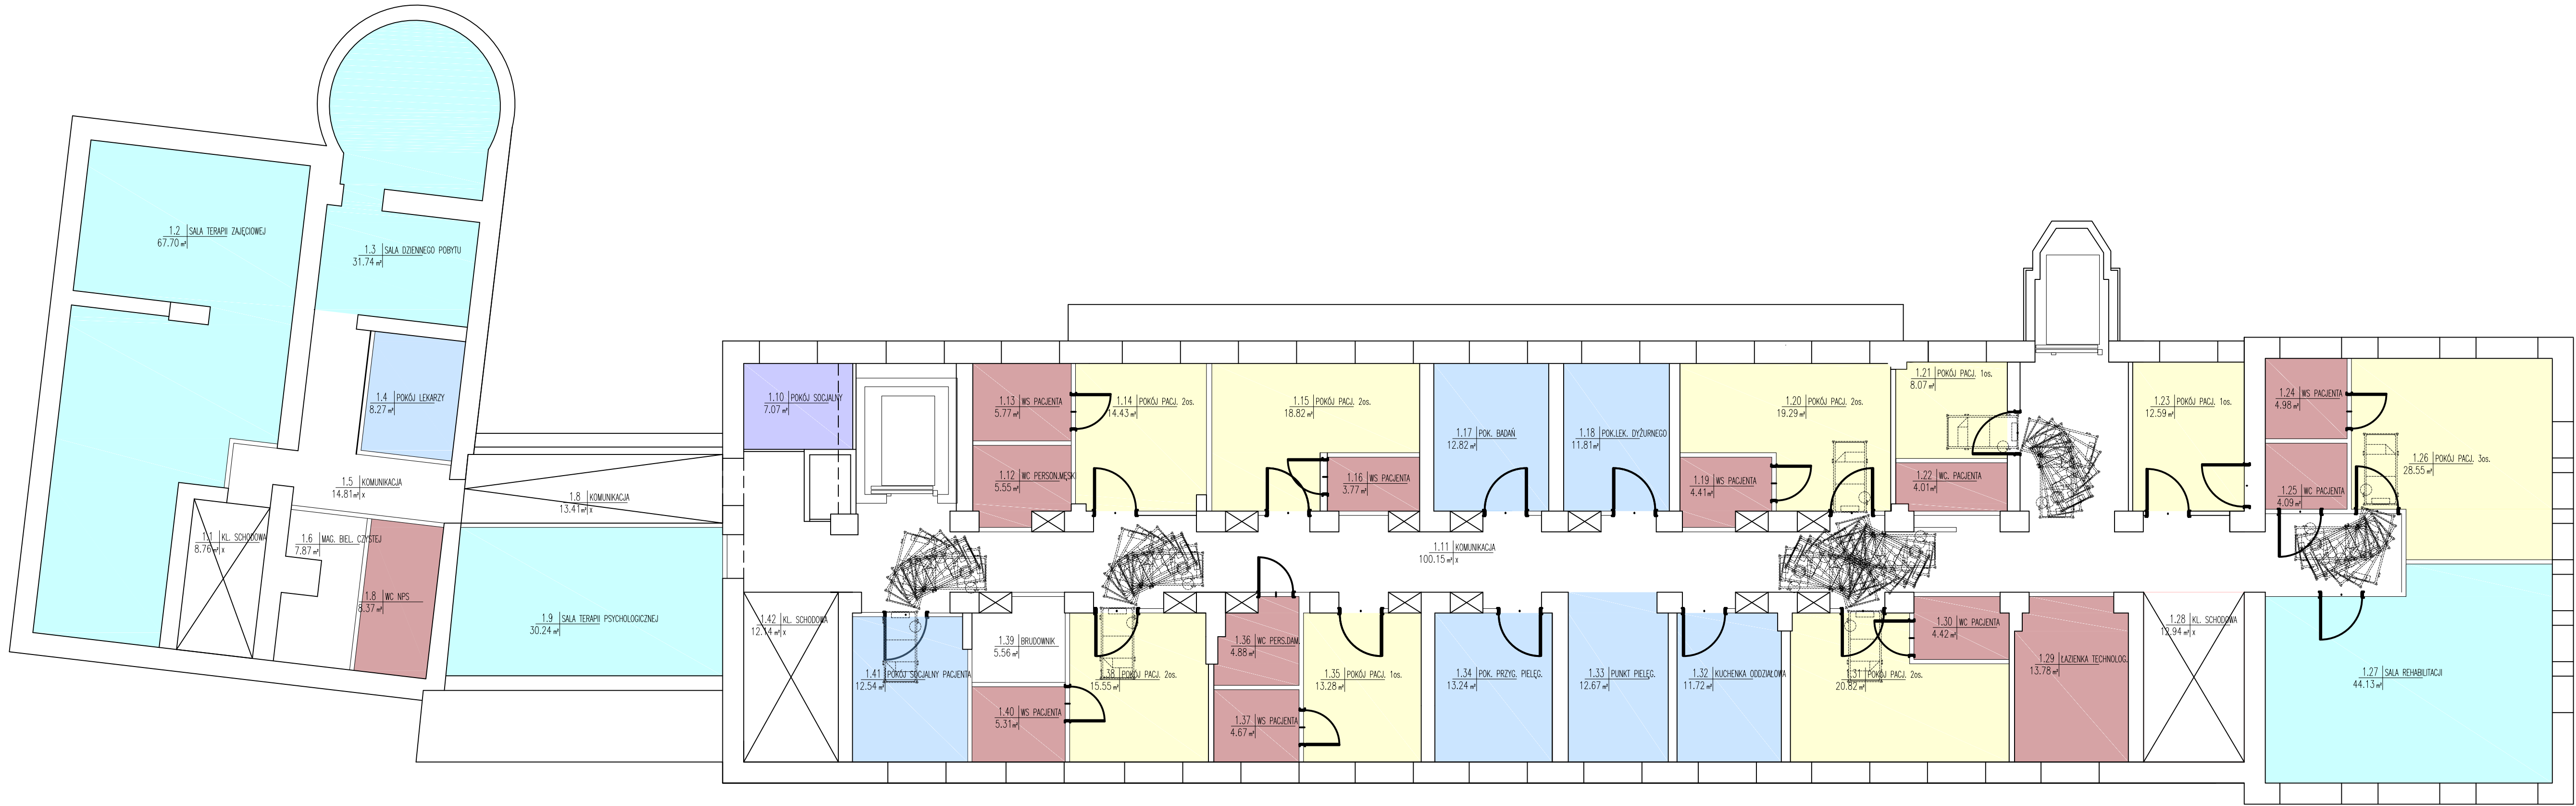 1.2 SALA TERAPII ZAJĘCIOWEJ
67.70 m²
1.3 SALA DZIENNEGO POBYTU
31.74 m²
1.4 POKÓJ LEKARZY
8.27 m²
1.5 KOMUNIKACJA
14.81 m² x
1.1 KL. SCHODOWA
8.76 m² x
1.6 MAG. BIEL. CZYSTEJ
7.87 m²
1.8 WC NPS
8.37 m²
1.8 KOMUNIKACJA
13.41 m² x
1.9 SALA TERAPII PSYCHOLOGICZNEJ
30.24 m²
1.10 POKÓJ SOCJALNY
7.07 m²
1.13 WS PACJENTA
5.77 m²
1.12 WC PERSON.MĘSKI
5.55 m²
1.14 POKÓJ PACJ. 2os.
14.43 m²
1.15 POKÓJ PACJ. 2os.
18.82 m²
1.16 WS PACJENTA
3.77 m²
1.17 POK. BADAŃ
12.82 m²
1.18 POK.LEK. DYŻURNEGO
11.81 m²
1.20 POKÓJ PACJ. 2os.
19.29 m²
1.19 WS PACJENTA
4.41 m²
1.21 POKÓJ PACJ. 1os.
8.07 m²
1.22 WC. PACJENTA
4.01 m²
1.23 POKÓJ PACJ. 1os.
12.59 m²
1.24 WS PACJENTA
4.98 m²
1.25 WC PACJENTA
4.09 m²
1.26 POKÓJ PACJ. 3os.
28.55 m²
1.11 KOMUNIKACJA
100.15 m² x
1.42 KL. SCHODOWA
12.14 m² x
1.41 POKÓJ SOCJALNY PACJENTA
12.54 m²
1.39 BRUDOWNIK
5.56 m²
1.40 WS PACJENTA
5.31 m²
1.38 POKÓJ PACJ. 2os.
15.55 m²
1.36 WC PERS.DAM.
4.88 m²
1.37 WS PACJENTA
4.67 m²
1.35 POKÓJ PACJ. 1os.
13.28 m²
1.34 POK. PRZYG. PIELĘG.
13.24 m²
1.33 PUNKT PIELĘG.
12.67 m²
1.32 KUCHENKA ODDZIAŁOWA
11.72 m²
1.31 POKÓJ PACJ. 2os.
20.82 m²
1.30 WC PACJENTA
4.42 m²
1.29 ŁAZIENKA TECHNOLOG.
13.78 m²
1.28 KL. SCHODOWA
12.94 m² x
1.27 SALA REHABILITACJI
44.13 m²